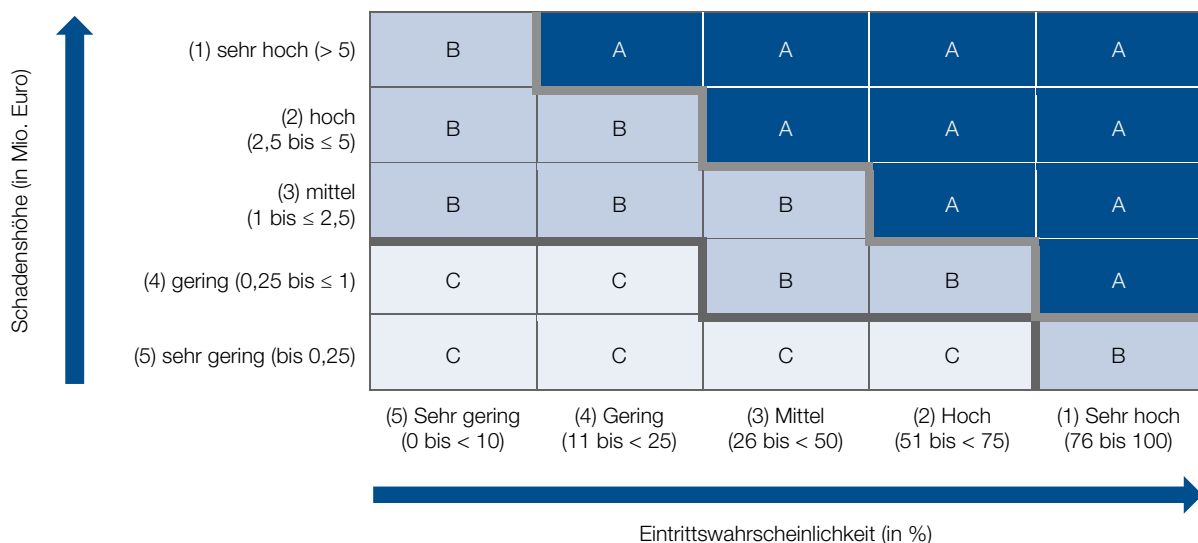 Schadenshöhe (in Mio. Euro)
(1) sehr hoch (> 5)
B
A
A
A
A
(2) hoch
(2,5 bis ≤ 5)
B
B
A
A
A
(3) mittel
(1 bis ≤ 2,5)
B
B
B
A
A
(4) gering (0,25 bis ≤ 1)
C
C
B
B
A
(5) sehr gering (bis 0,25)
C
C
C
C
B
(5) Sehr gering
(0 bis < 10)
(4) Gering
(11 bis < 25)
(3) Mittel
(26 bis < 50)
(2) Hoch
(51 bis < 75)
(1) Sehr hoch
(76 bis 100)
Eintrittswahrscheinlichkeit (in %)